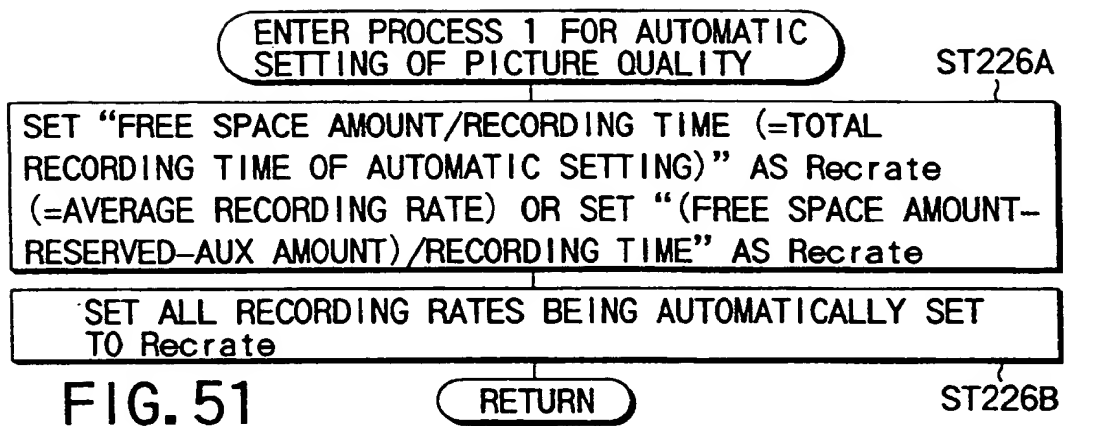 ENTER PROCESS 1 FOR AUTOMATIC
SETTING OF PICTURE QUALITY
ST226A
SET “FREE SPACE AMOUNT/RECORDING TIME (=TOTAL
RECORDING TIME OF AUTOMATIC SETTING)” AS Recrate
(=AVERAGE RECORDING RATE) OR SET “(FREE SPACE AMOUNT–
RESERVED–AUX AMOUNT)/RECORDING TIME” AS Recrate
SET ALL RECORDING RATES BEING AUTOMATICALLY SET
TO Recrate
FIG. 51
RETURN
ST226B